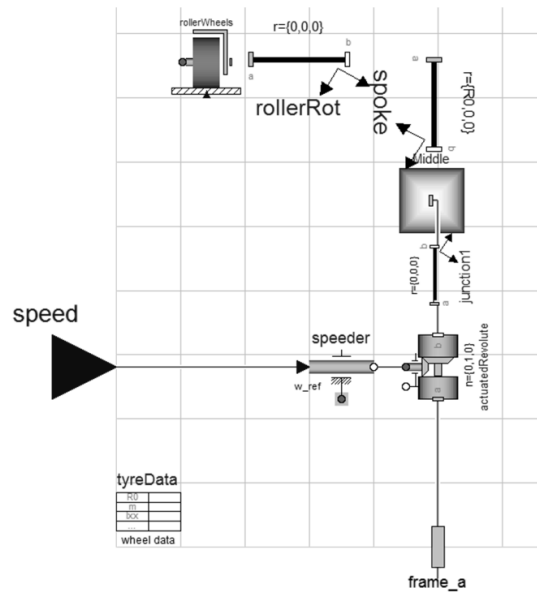 rollerWheels
r={0,0,0}
b
a
rollerRot
spoke
a
r={R0,0,0}
b
Middle
b
r={0,0,0}
a
junction1
speed
speeder
w_ref
b
a
n={0,1,0}
actuatedRevolute
tyreData
R0
m
Ixx
...
wheel data
frame_a